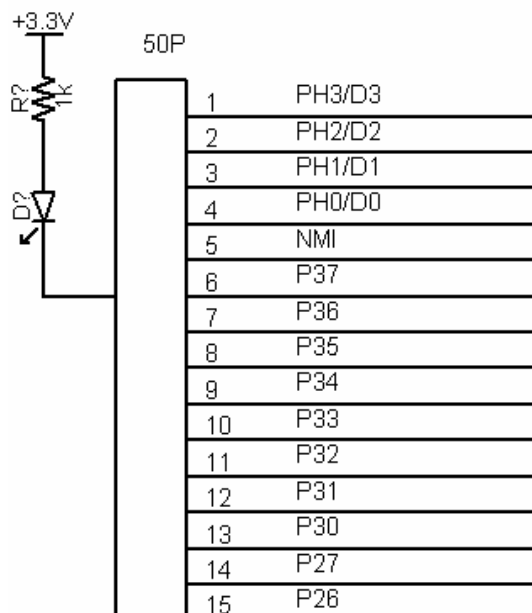 +3.3V
50P
R?
1k
D?
1 PH3/D3
2 PH2/D2
3 PH1/D1
4 PH0/D0
5 NMI
6 P37
7 P36
8 P35
9 P34
10 P33
11 P32
12 P31
13 P30
14 P27
15 P26